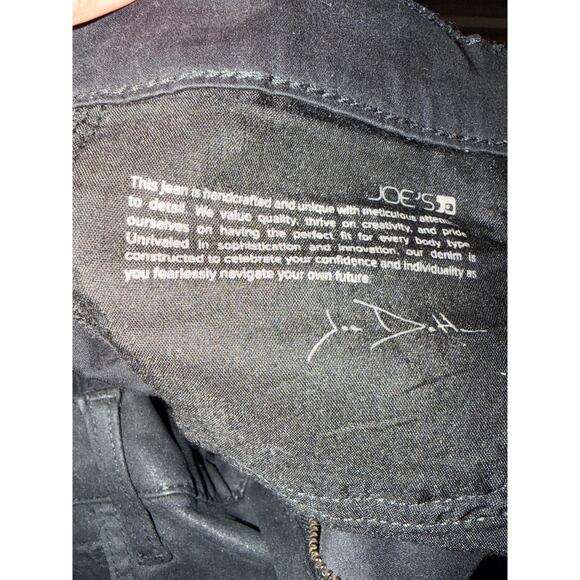 JOE'S
This jean is handcrafted and unique with meticulous
to detail. We value quality, thrive on creativity, and pride
ourselves on having the perfect fit for every body type.
Unrivaled in sophistication and innovation, our denim is
constructed to celebrate your confidence and individuality as
you fearlessly navigate your own future.
Joe